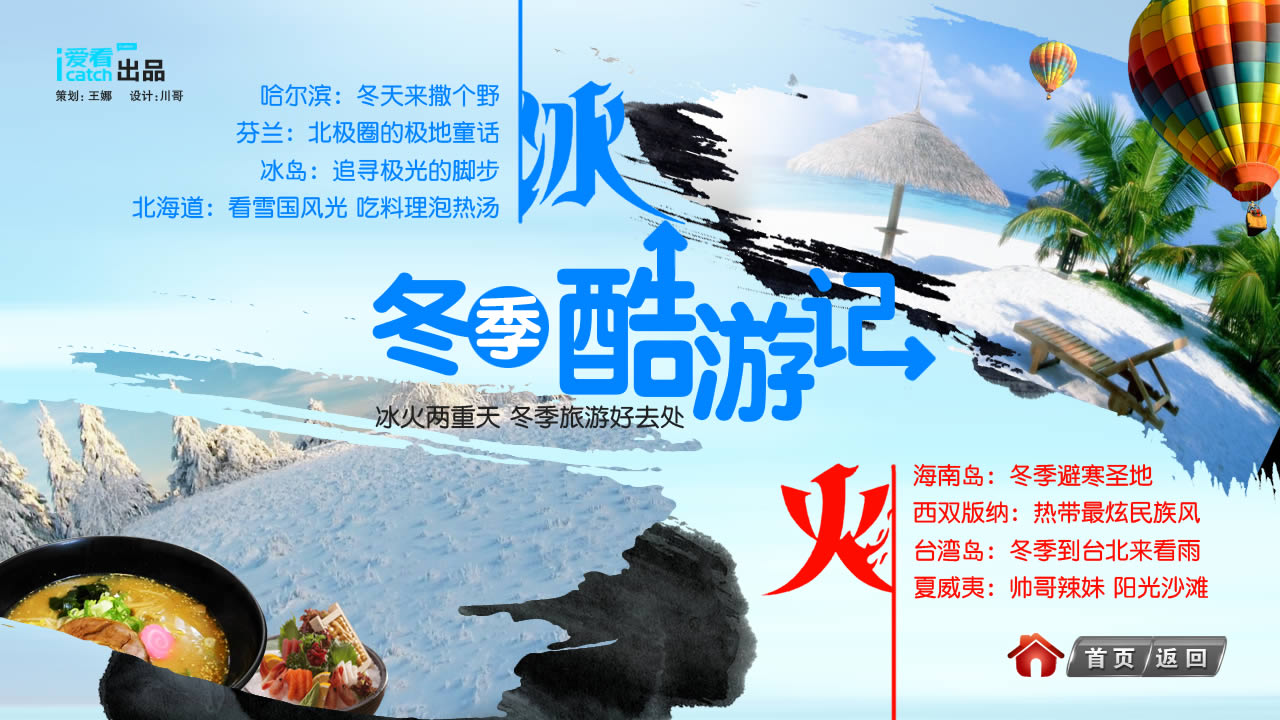 i爱看
catch 出品
策划: 王娜 设计:川哥
哈尔滨：冬天来撒个野
芬兰：北极圈的极地童话
冰岛：追寻极光的脚步
北海道：看雪国风光 吃料理泡热汤
冰
冬季酷游记
冰火两重天 冬季旅游好去处
火
海南岛：冬季避寒圣地
西双版纳：热带最炫民族风
台湾岛：冬季到台北来看雨
夏威夷：帅哥辣妹 阳光沙滩
首页 返回